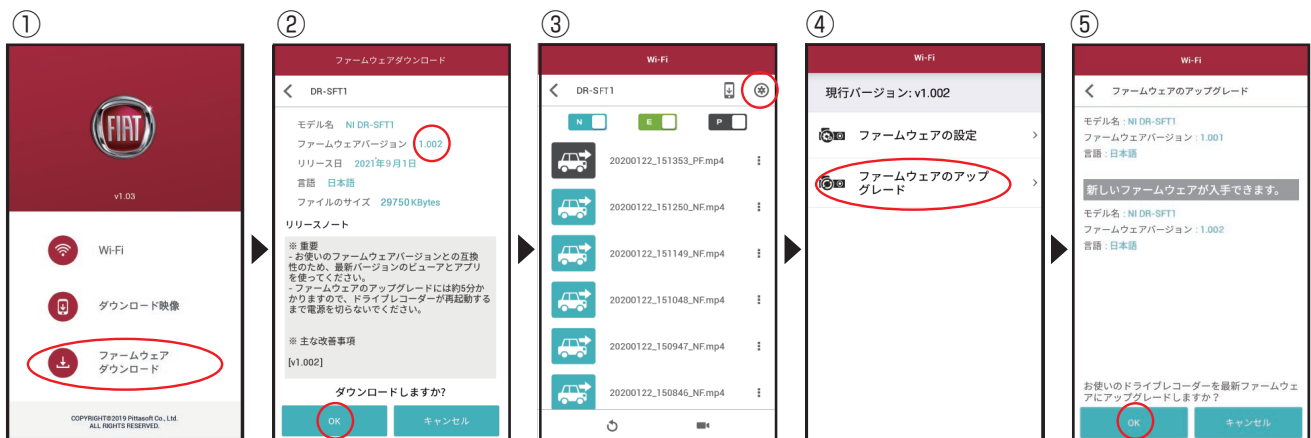 ①
FIAT
v1.03
Wi-Fi
ダウンロード映像
ファームウェア
ダウンロード
COPYRIGHT©2019 Pittasoft Co., Ltd.
ALL RIGHTS RESERVED.
②
ファームウェアダウンロード
DR-SFT1
モデル名 NI DR-SFT1
ファームウェアバージョン 1.002
リリース日 2021年9月1日
言語 日本語
ファイルのサイズ 29750 KBytes
リリースノート
※ 重要
- お使いのファームウェアバージョンとの互換
性のため、最新バージョンのビューアとアプリ
を使ってください。
- ファームウェアのアップグレードには約5分か
かりますので、ドライブレコーダーが再起動する
まで電源を切らないでください。
※ 主な改善事項
[v1.002]
ダウンロードしますか?
OK キャンセル
③
Wi-Fi
DR-SFT1
N E P
20200122_151353_PF.mp4
20200122_151250_NF.mp4
20200122_151149_NF.mp4
20200122_151048_NF.mp4
20200122_150947_NF.mp4
20200122_150846_NF.mp4
④
Wi-Fi
現行バージョン: v1.002
ファームウェアの設定
ファームウェアのアップ
グレード
⑤
Wi-Fi
ファームウェアのアップグレード
モデル名 : NI DR-SFT1
ファームウェアバージョン : 1.001
言語 : 日本語
新しいファームウェアが入手できます。
モデル名 : NI DR-SFT1
ファームウェアバージョン : 1.002
言語 : 日本語
お使いのドライブレコーダーを最新ファームウェ
アにアップグレードしますか？
OK キャンセル